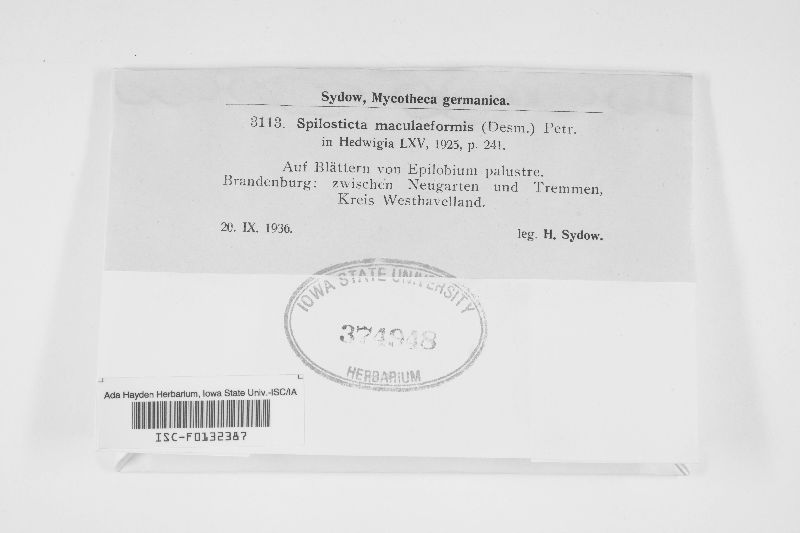 Sydow, Mycotheca germanica.
3113. Spilosticta maculaeformis (Desm.) Petr.
in Hedwigia LXV, 1925, p. 241.
Auf Blättern von Epilobium palustre.
Brandenburg: zwischen Neugarten und Tremmen,
Kreis Westhavelland.
20. IX. 1936. leg. H. Sydow.
IOWA STATE UNIVERSITY
374948
HERBARIUM
Ada Hayden Herbarium, Iowa State Univ.-ISC/IA
ISC-F0132387